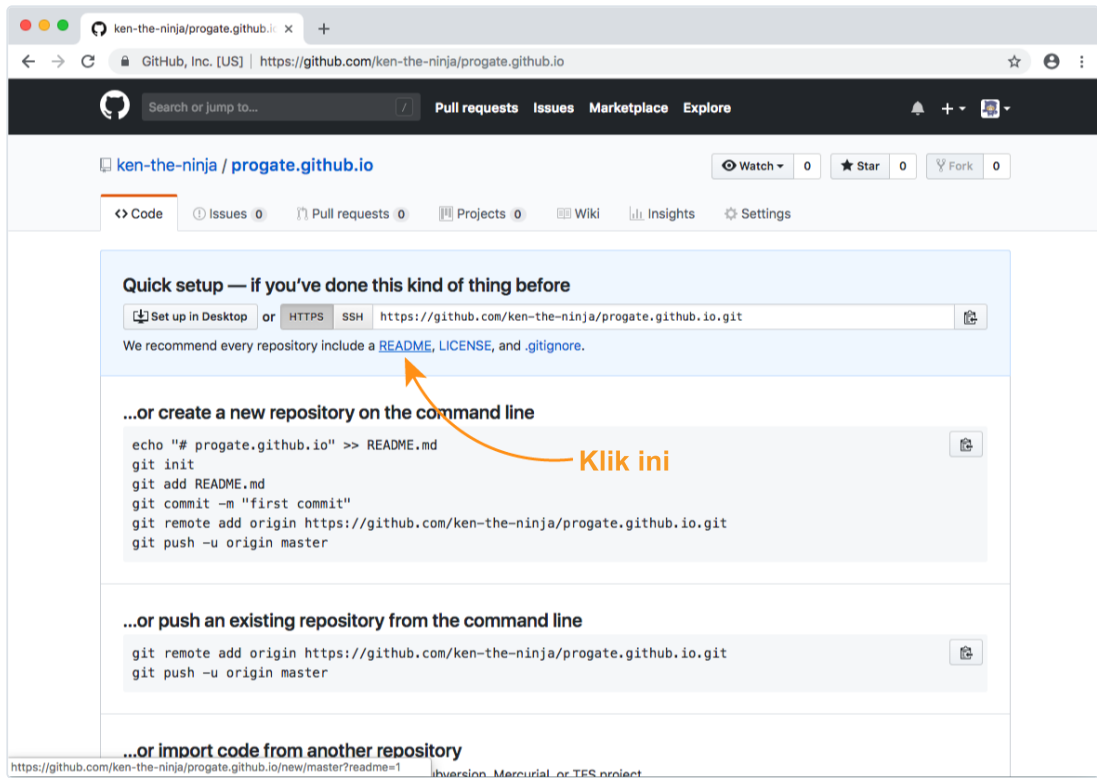 ken-the-ninja/progate.github.i
GitHub, Inc. [US] | https://github.com/ken-the-ninja/progate.github.io
Search or jump to... / Pull requests Issues Marketplace Explore
ken-the-ninja / progate.github.io Watch 0 Star 0 Fork 0
Code Issues 0 Pull requests 0 Projects 0 Wiki Insights Settings
Quick setup — if you've done this kind of thing before
Set up in Desktop or HTTPS SSH https://github.com/ken-the-ninja/progate.github.io.git
We recommend every repository include a README, LICENSE, and .gitignore.
...or create a new repository on the command line
echo "# progate.github.io" >> README.md
git init
git add README.md
git commit -m "first commit"
git remote add origin https://github.com/ken-the-ninja/progate.github.io.git
git push -u origin master
Klik ini
...or push an existing repository from the command line
git remote add origin https://github.com/ken-the-ninja/progate.github.io.git
git push -u origin master
...or import code from another repository
https://github.com/ken-the-ninja/progate.github.io/new/master?readme=1
Mercurial, or TFS project.